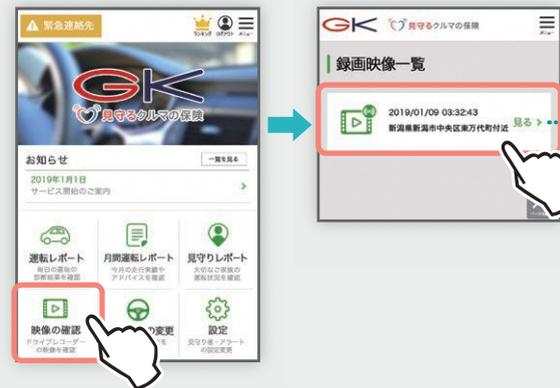 緊急連絡先
ランキング
ログアウト
メニュー
GK
見守るクルマの保険
お知らせ
一覧を見る
2019年1月1日
サービス開始のご案内
運転レポート
毎日の運転の
診断結果を確認
月間運転レポート
今月の走行実績や
アドバイスを確認
見守りレポート
大切なご家族の
運転状況を確認
映像の確認
ドライブレコーダー
の映像を確認
の変更
設定
見守り者・アラート
の設定変更
GK 見守るクルマの保険
メニュー
録画映像一覧
2019/01/09 03:32:43
新潟県新潟市中央区東万代町付近
見る